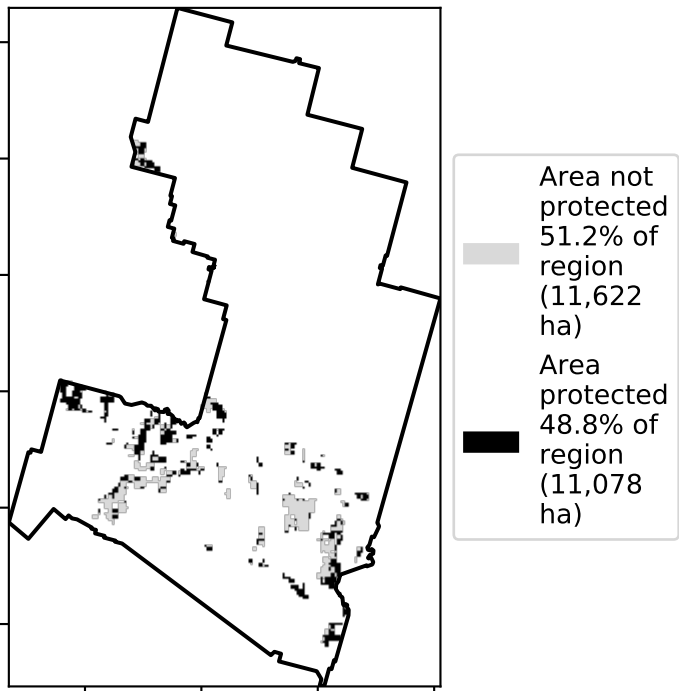 Area not
protected
51.2% of
region
(11,622
ha)
Area
protected
48.8% of
region
(11,078
ha)